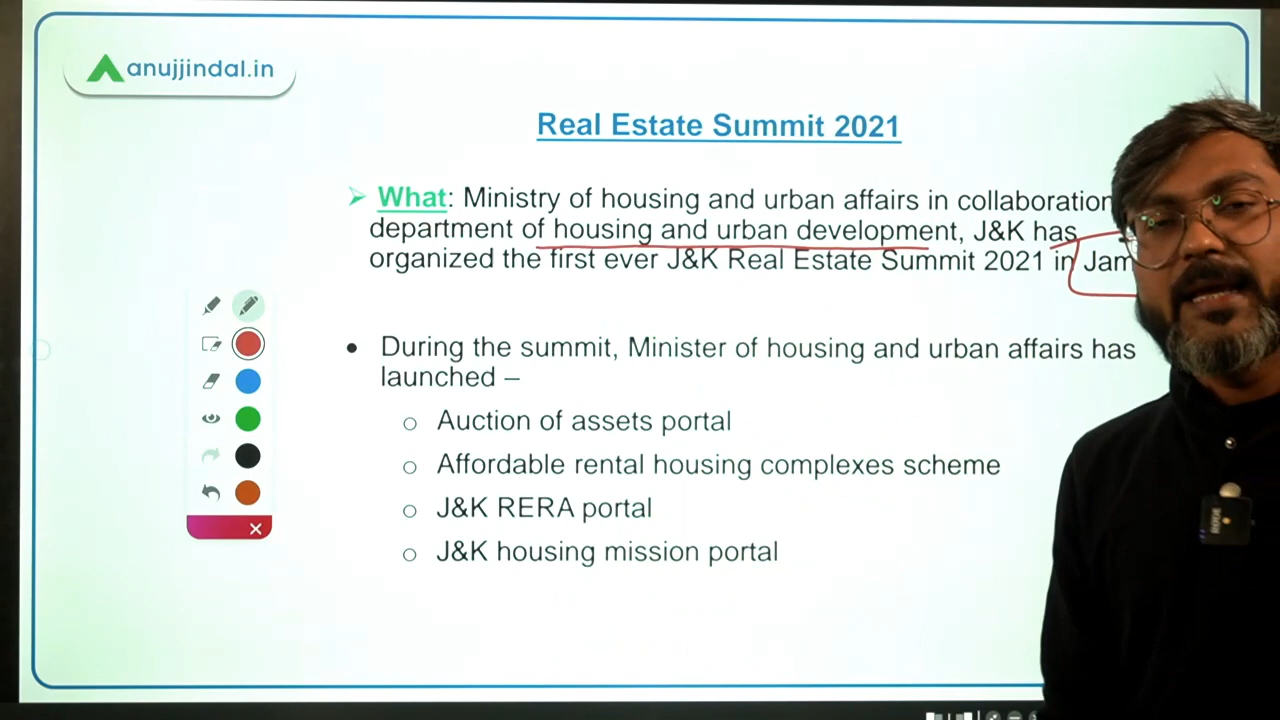 anujjindal.in
Real Estate Summit 2021
➢ What: Ministry of housing and urban affairs in collaboration
department of housing and urban development, J&K has
organized the first ever J&K Real Estate Summit 2021 in
• During the summit, Minister of housing and urban affairs has
launched –
o Auction of assets portal
o Affordable rental housing complexes scheme
o J&K RERA portal
o J&K housing mission portal
RODE